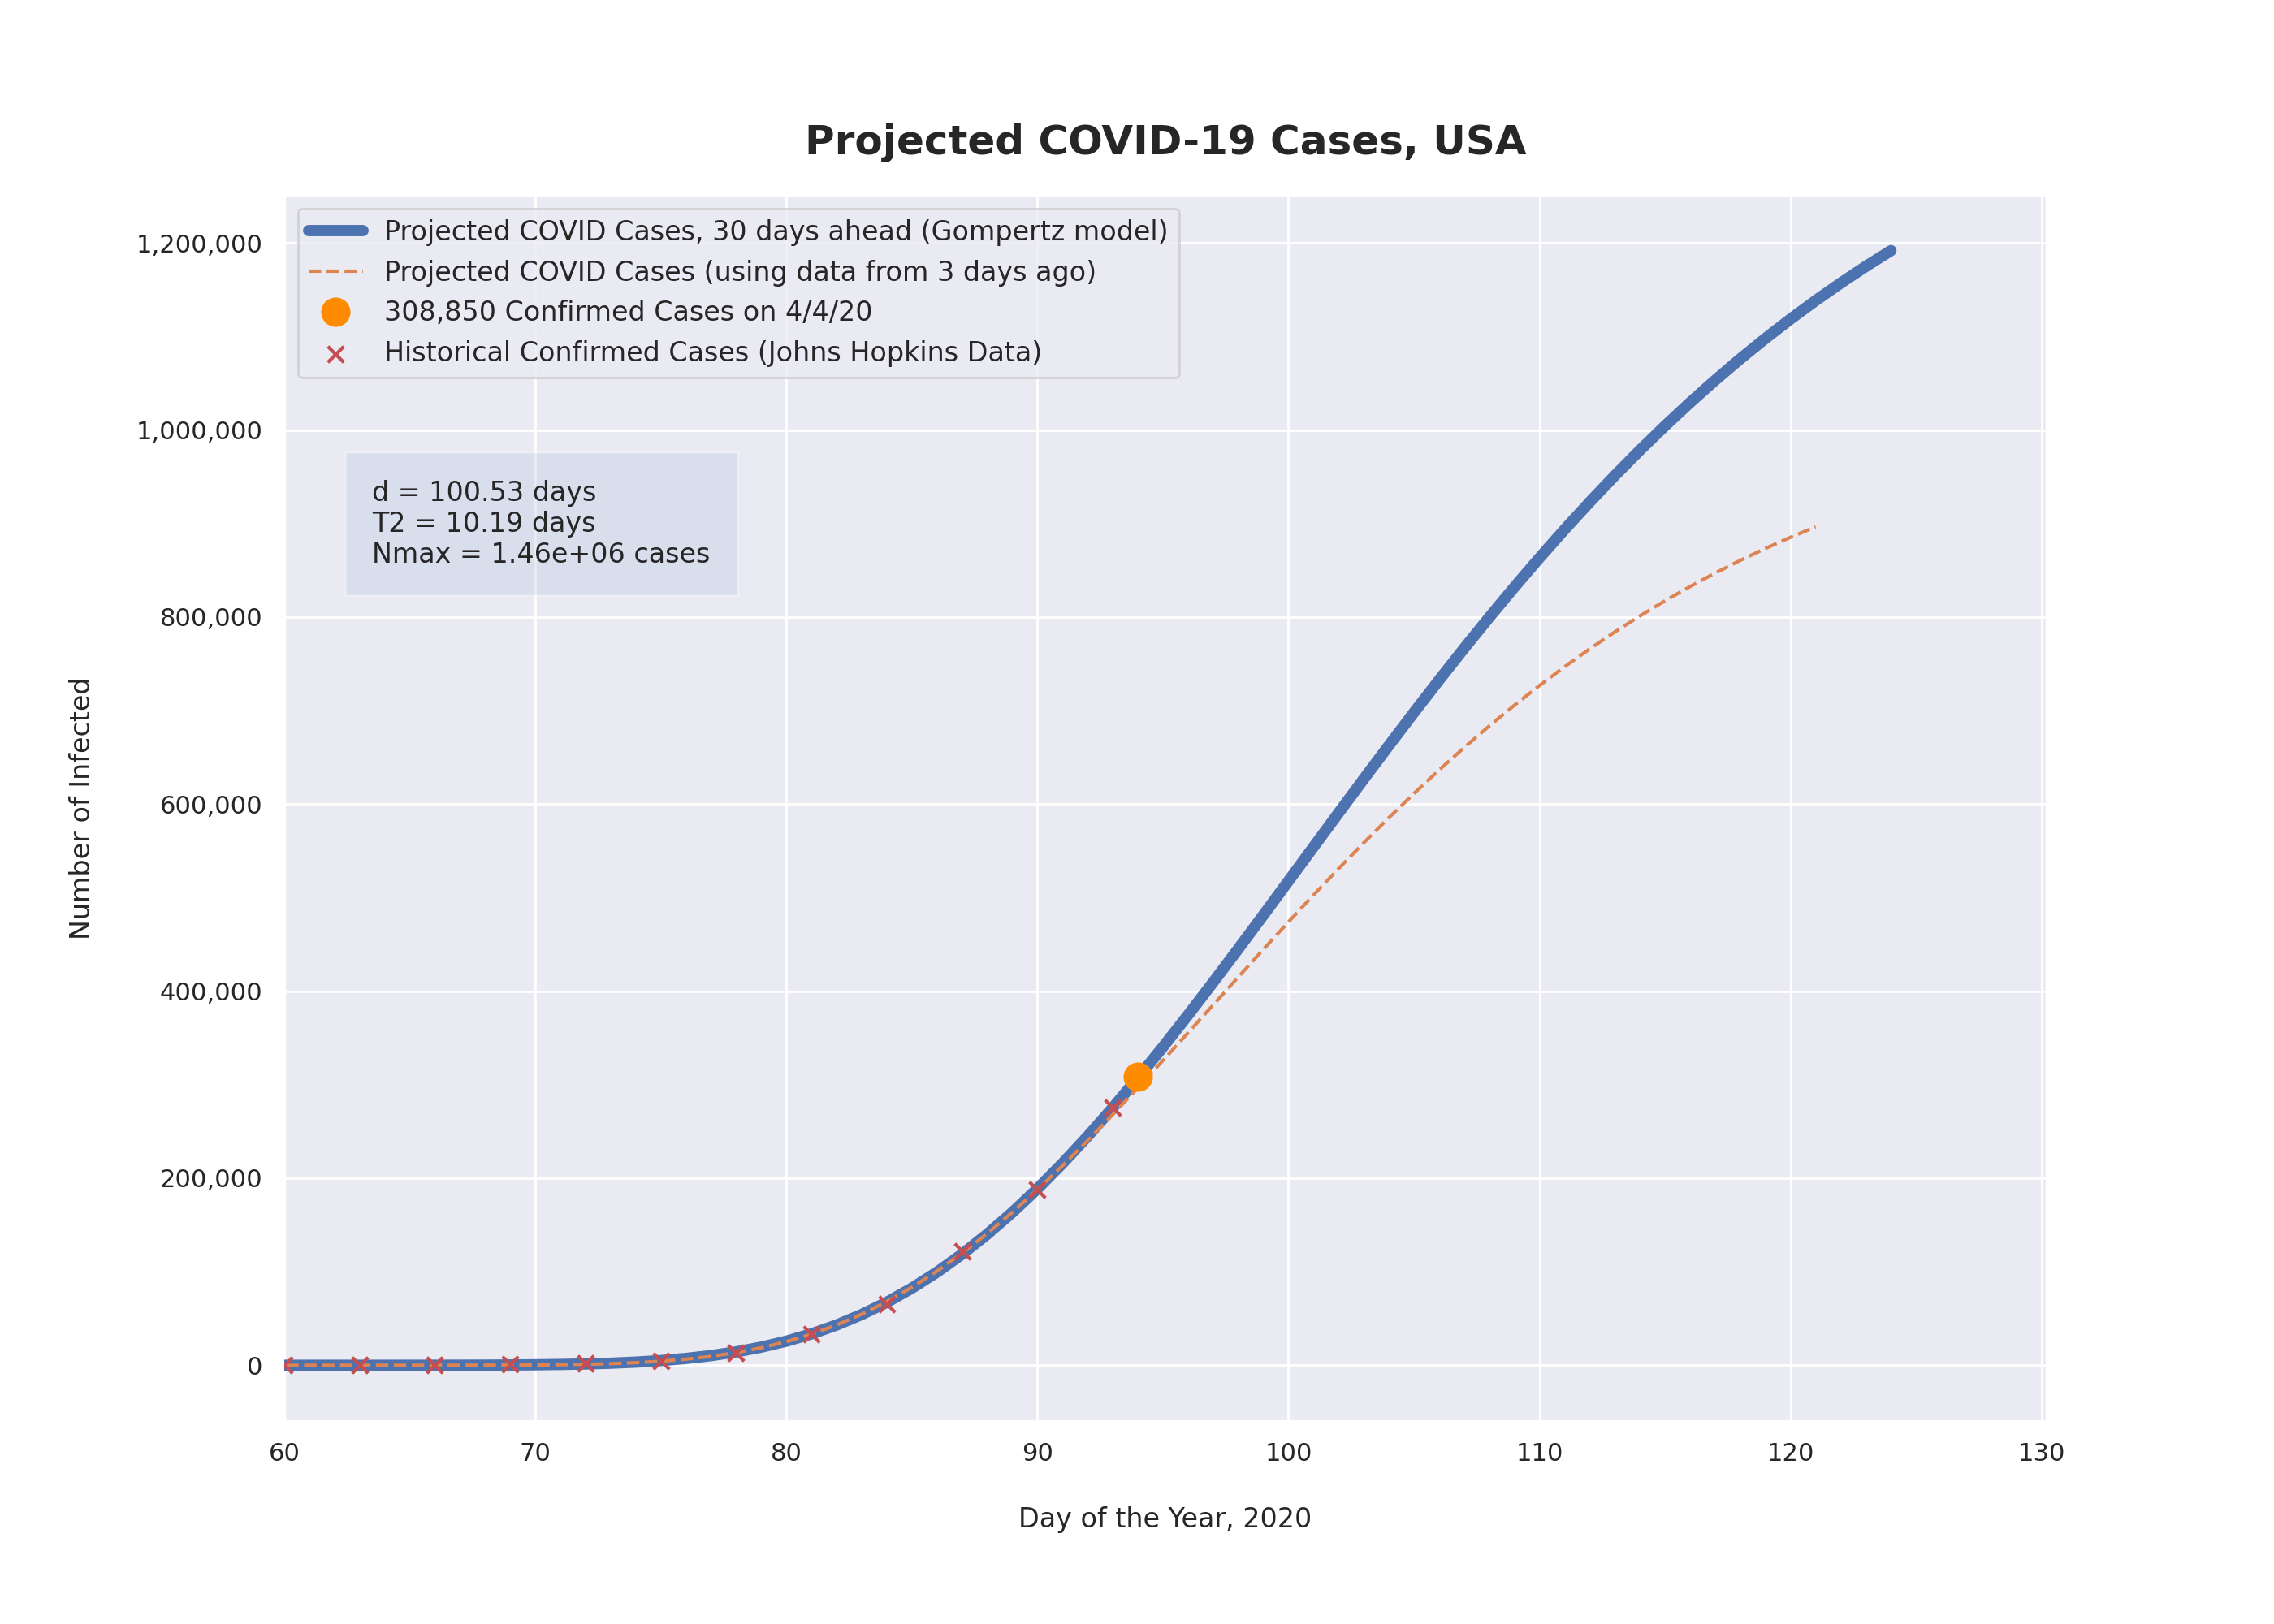 Projected COVID-19 Cases, USA
Projected COVID Cases, 30 days ahead (Gompertz model)
Projected COVID Cases (using data from 3 days ago)
308,850 Confirmed Cases on 4/4/20
Historical Confirmed Cases (Johns Hopkins Data)
d = 100.53 days
T2 = 10.19 days
Nmax = 1.46e+06 cases
Number of Infected
1,200,000
1,000,000
800,000
600,000
400,000
200,000
0
60 70 80 90 100 110 120 130
Day of the Year, 2020